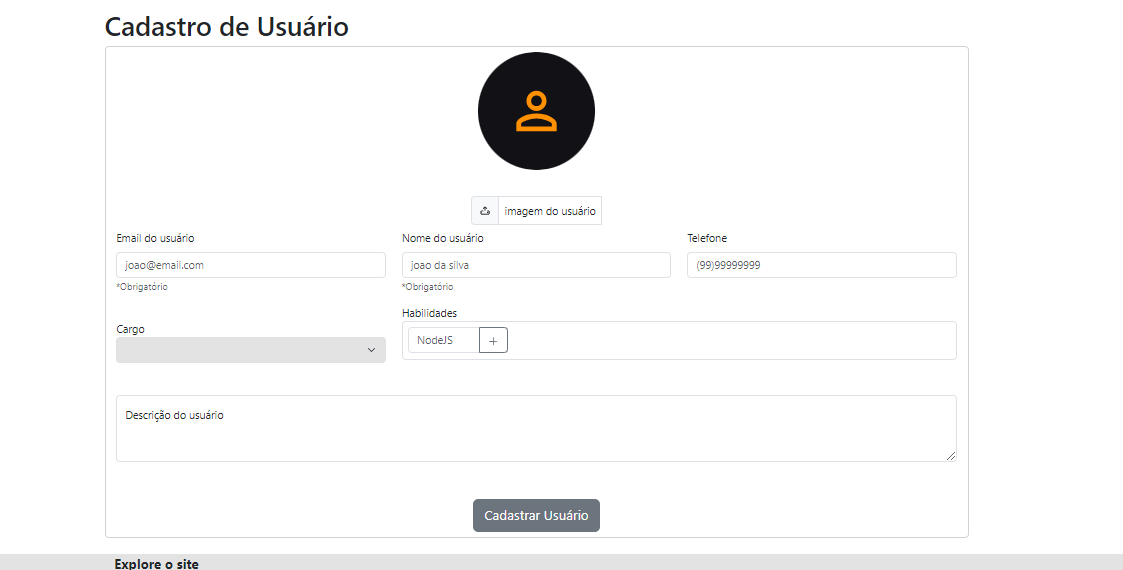 Cadastro de Usuário
imagem do usuário
Email do usuário
Nome do usuário
Telefone
joao@email.com
joao da silva
(99)99999999
*Obrigatório
*Obrigatório
Habilidades
Cargo
NodeJS
+
Descrição do usuário
Cadastrar Usuário
Explore o site